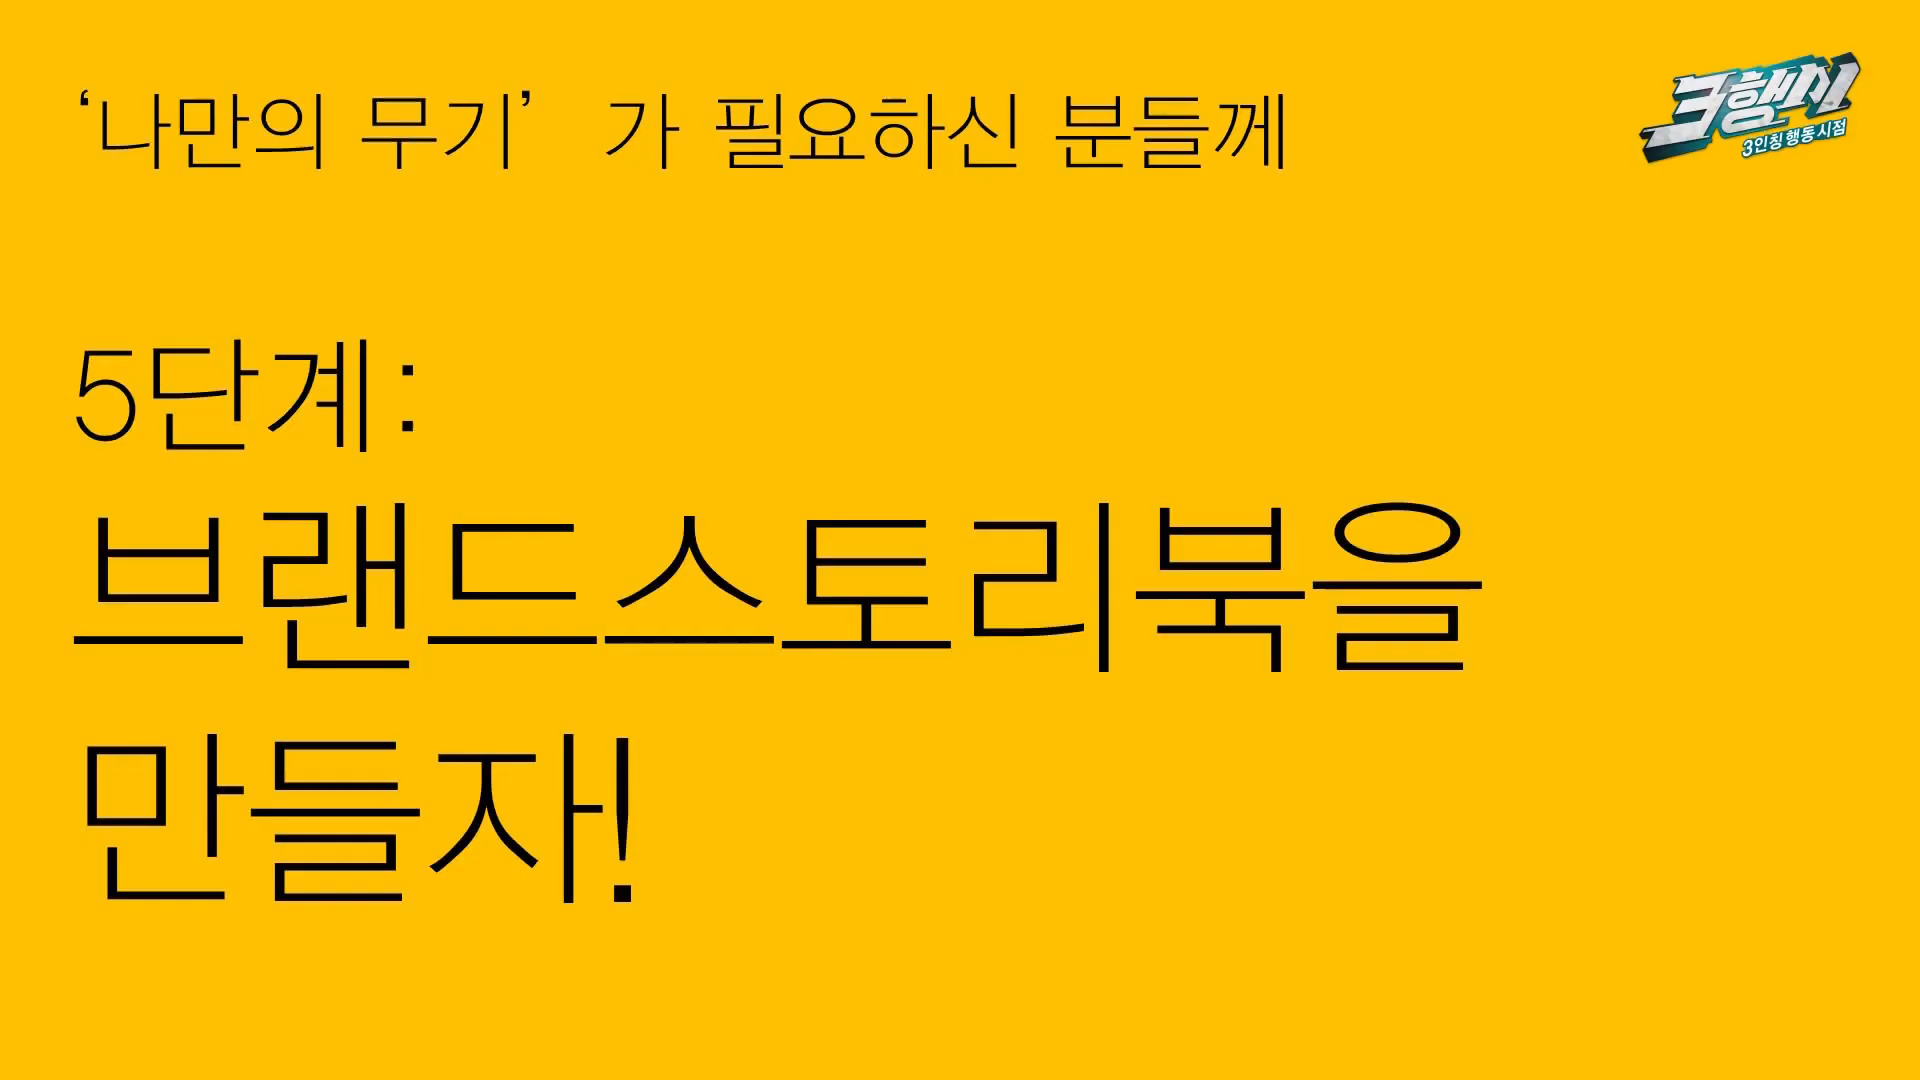 ‘나만의 무기’ 가 필요하신 분들께
3행시
3인칭 행동시점
5단계:
브랜드스토리북을
만들자!